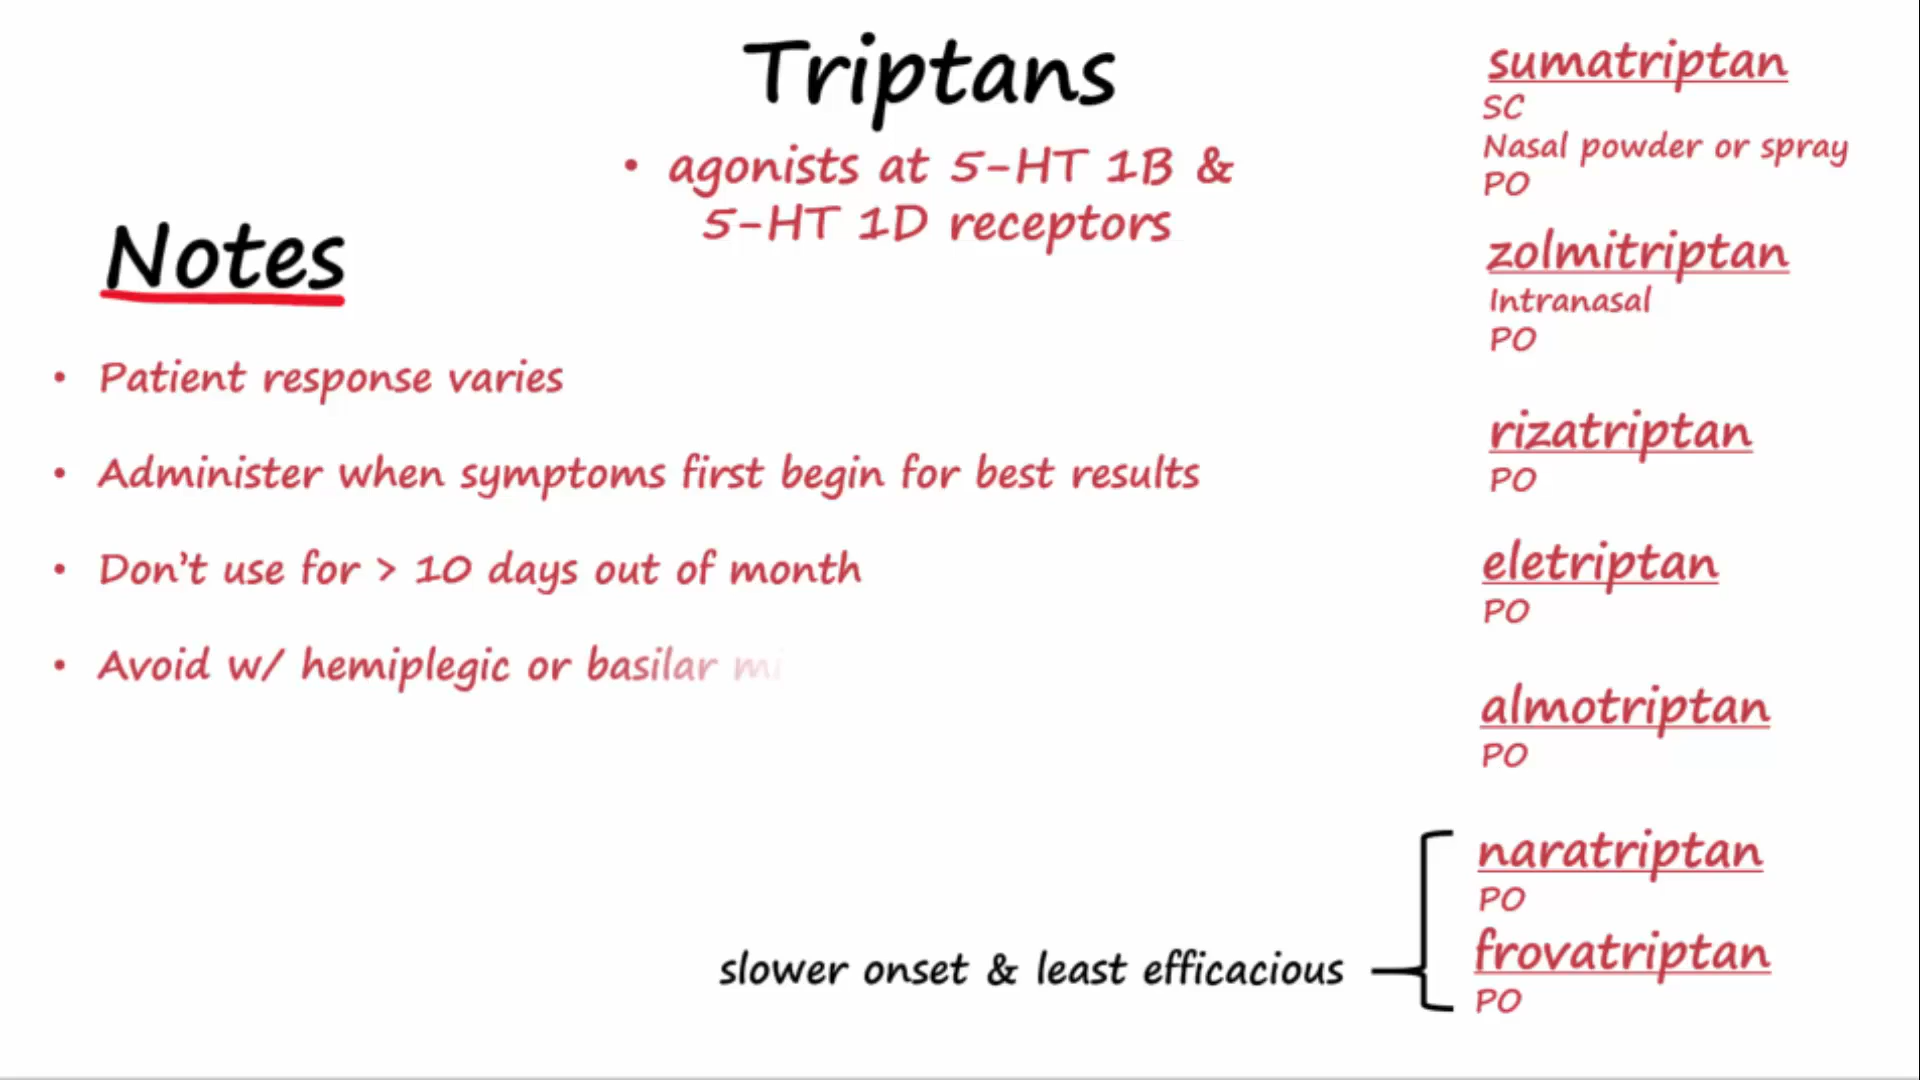 Triptans
• agonists at 5-HT 1B &
5-HT 1D receptors
Notes
• Patient response varies
• Administer when symptoms first begin for best results
• Don't use for > 10 days out of month
• Avoid w/ hemiplegic or basilar mi
sumatriptan
SC
Nasal powder or spray
PO
zolmitriptan
Intranasal
PO
rizatriptan
PO
eletriptan
PO
almotriptan
PO
naratriptan
PO
frovatriptan
PO
slower onset & least efficacious